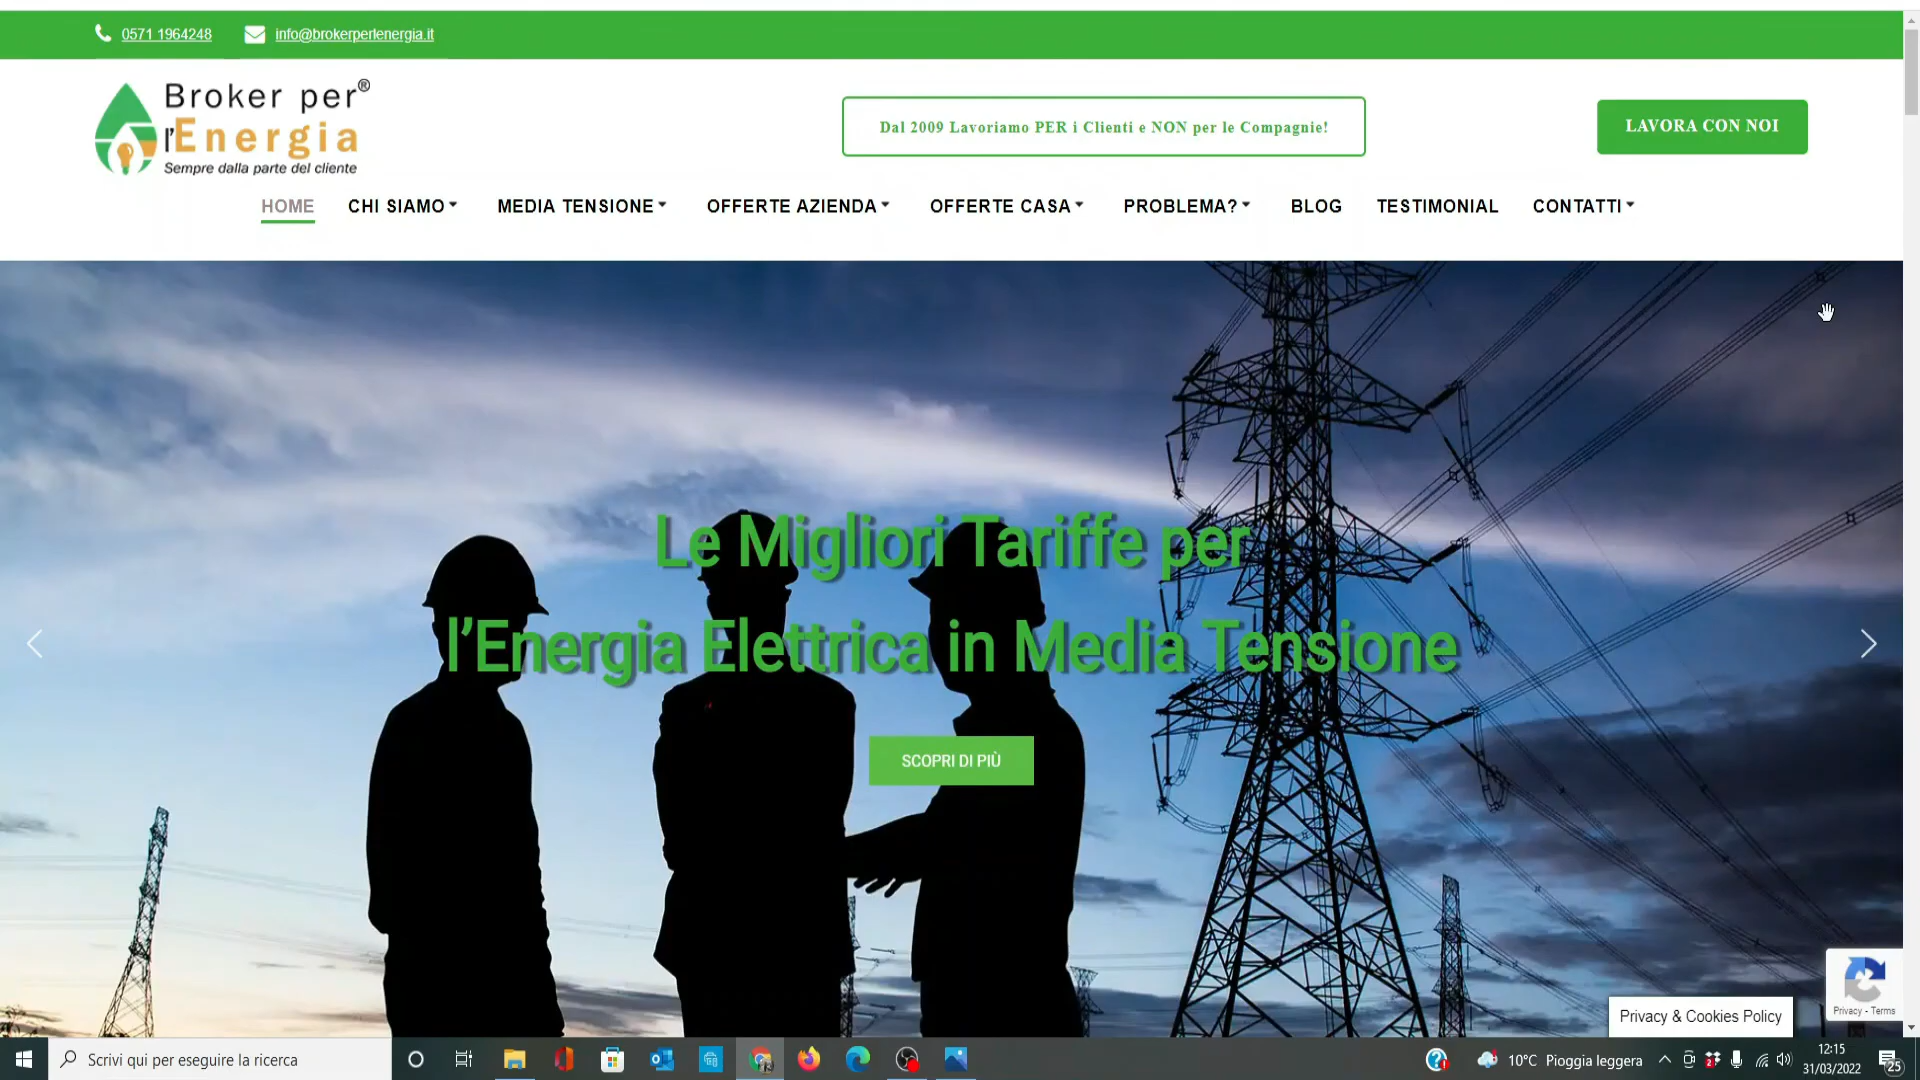 0571 1964248
info@brokerperlenergia.it
Broker per®
l'Energia
Sempre dalla parte del cliente
Dal 2009 Lavoriamo PER i Clienti e NON per le Compagnie!
LAVORA CON NOI
HOME
CHI SIAMO
MEDIA TENSIONE
OFFERTE AZIENDA
OFFERTE CASA
PROBLEMA?
BLOG
TESTIMONIAL
CONTATTI
Le Migliori Tariffe per
l’Energia Elettrica in Media Tensione
SCOPRI DI PIÙ
Privacy - Terms
Privacy & Cookies Policy
Scrivi qui per eseguire la ricerca
10°C Pioggia leggera
12:15
31/03/2022
25